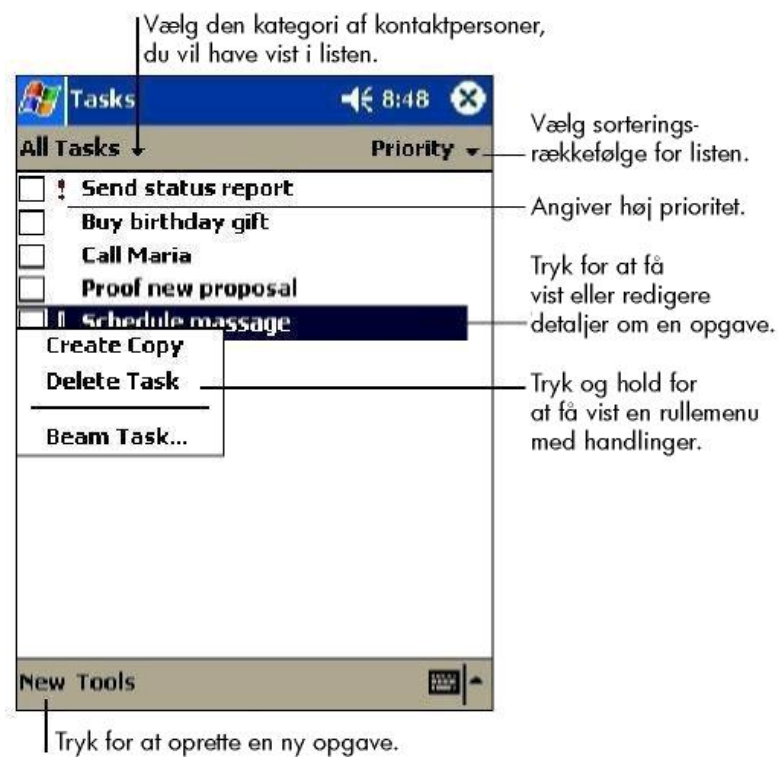 Vælg den kategori af kontaktpersoner,
du vil have vist i listen.
Tasks 8:48
All Tasks Priority
Vælg sorterings-
rækkefølge for listen.
! Send status report
Angiver høj prioritet.
Buy birthday gift
Call Maria
Proof new proposal
Schedule massage
Tryk for at få
vist eller redigere
detaljer om en opgave.
Create Copy
Delete Task
Beam Task...
Tryk og hold for
at få vist en rullemenu
med handlinger.
New Tools
Tryk for at oprette en ny opgave.